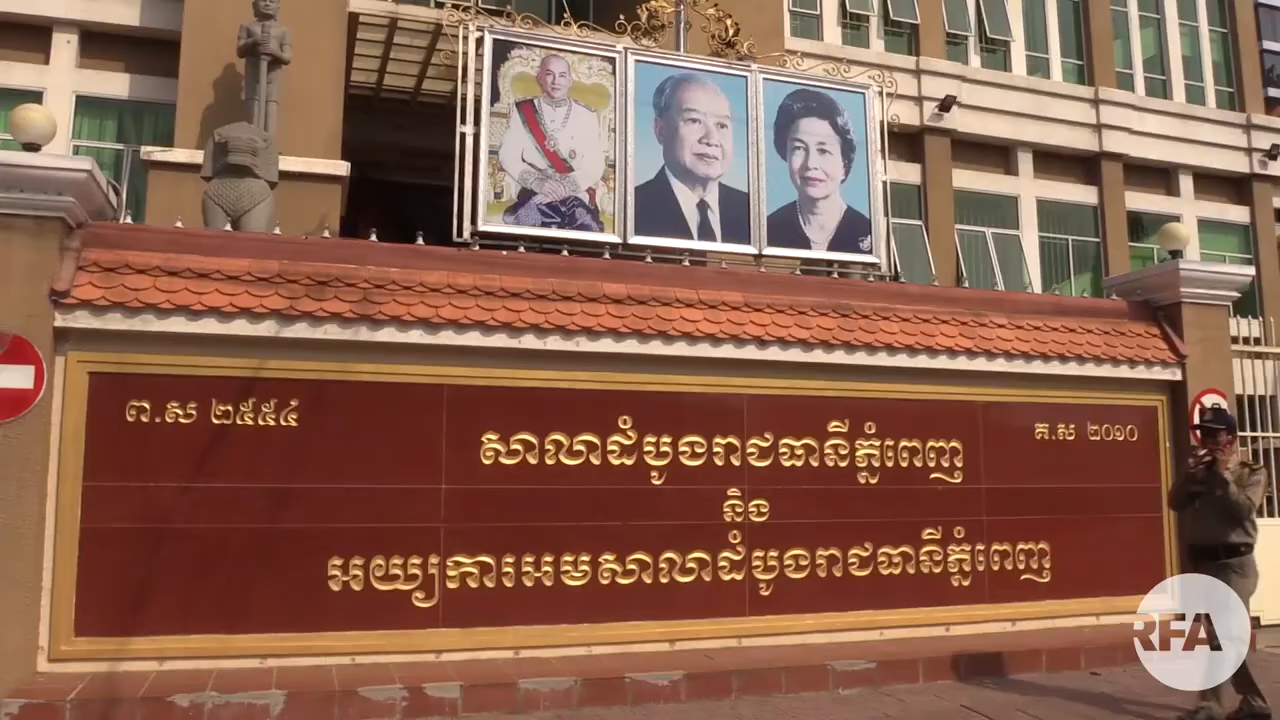 ព.ស ២៥៥៤
គ.ស ២០១០
សាលាដំបូងរាជធានីភ្នំពេញ
និង
អយ្យការអមសាលាដំបូងរាជធានីភ្នំពេញ
RFA